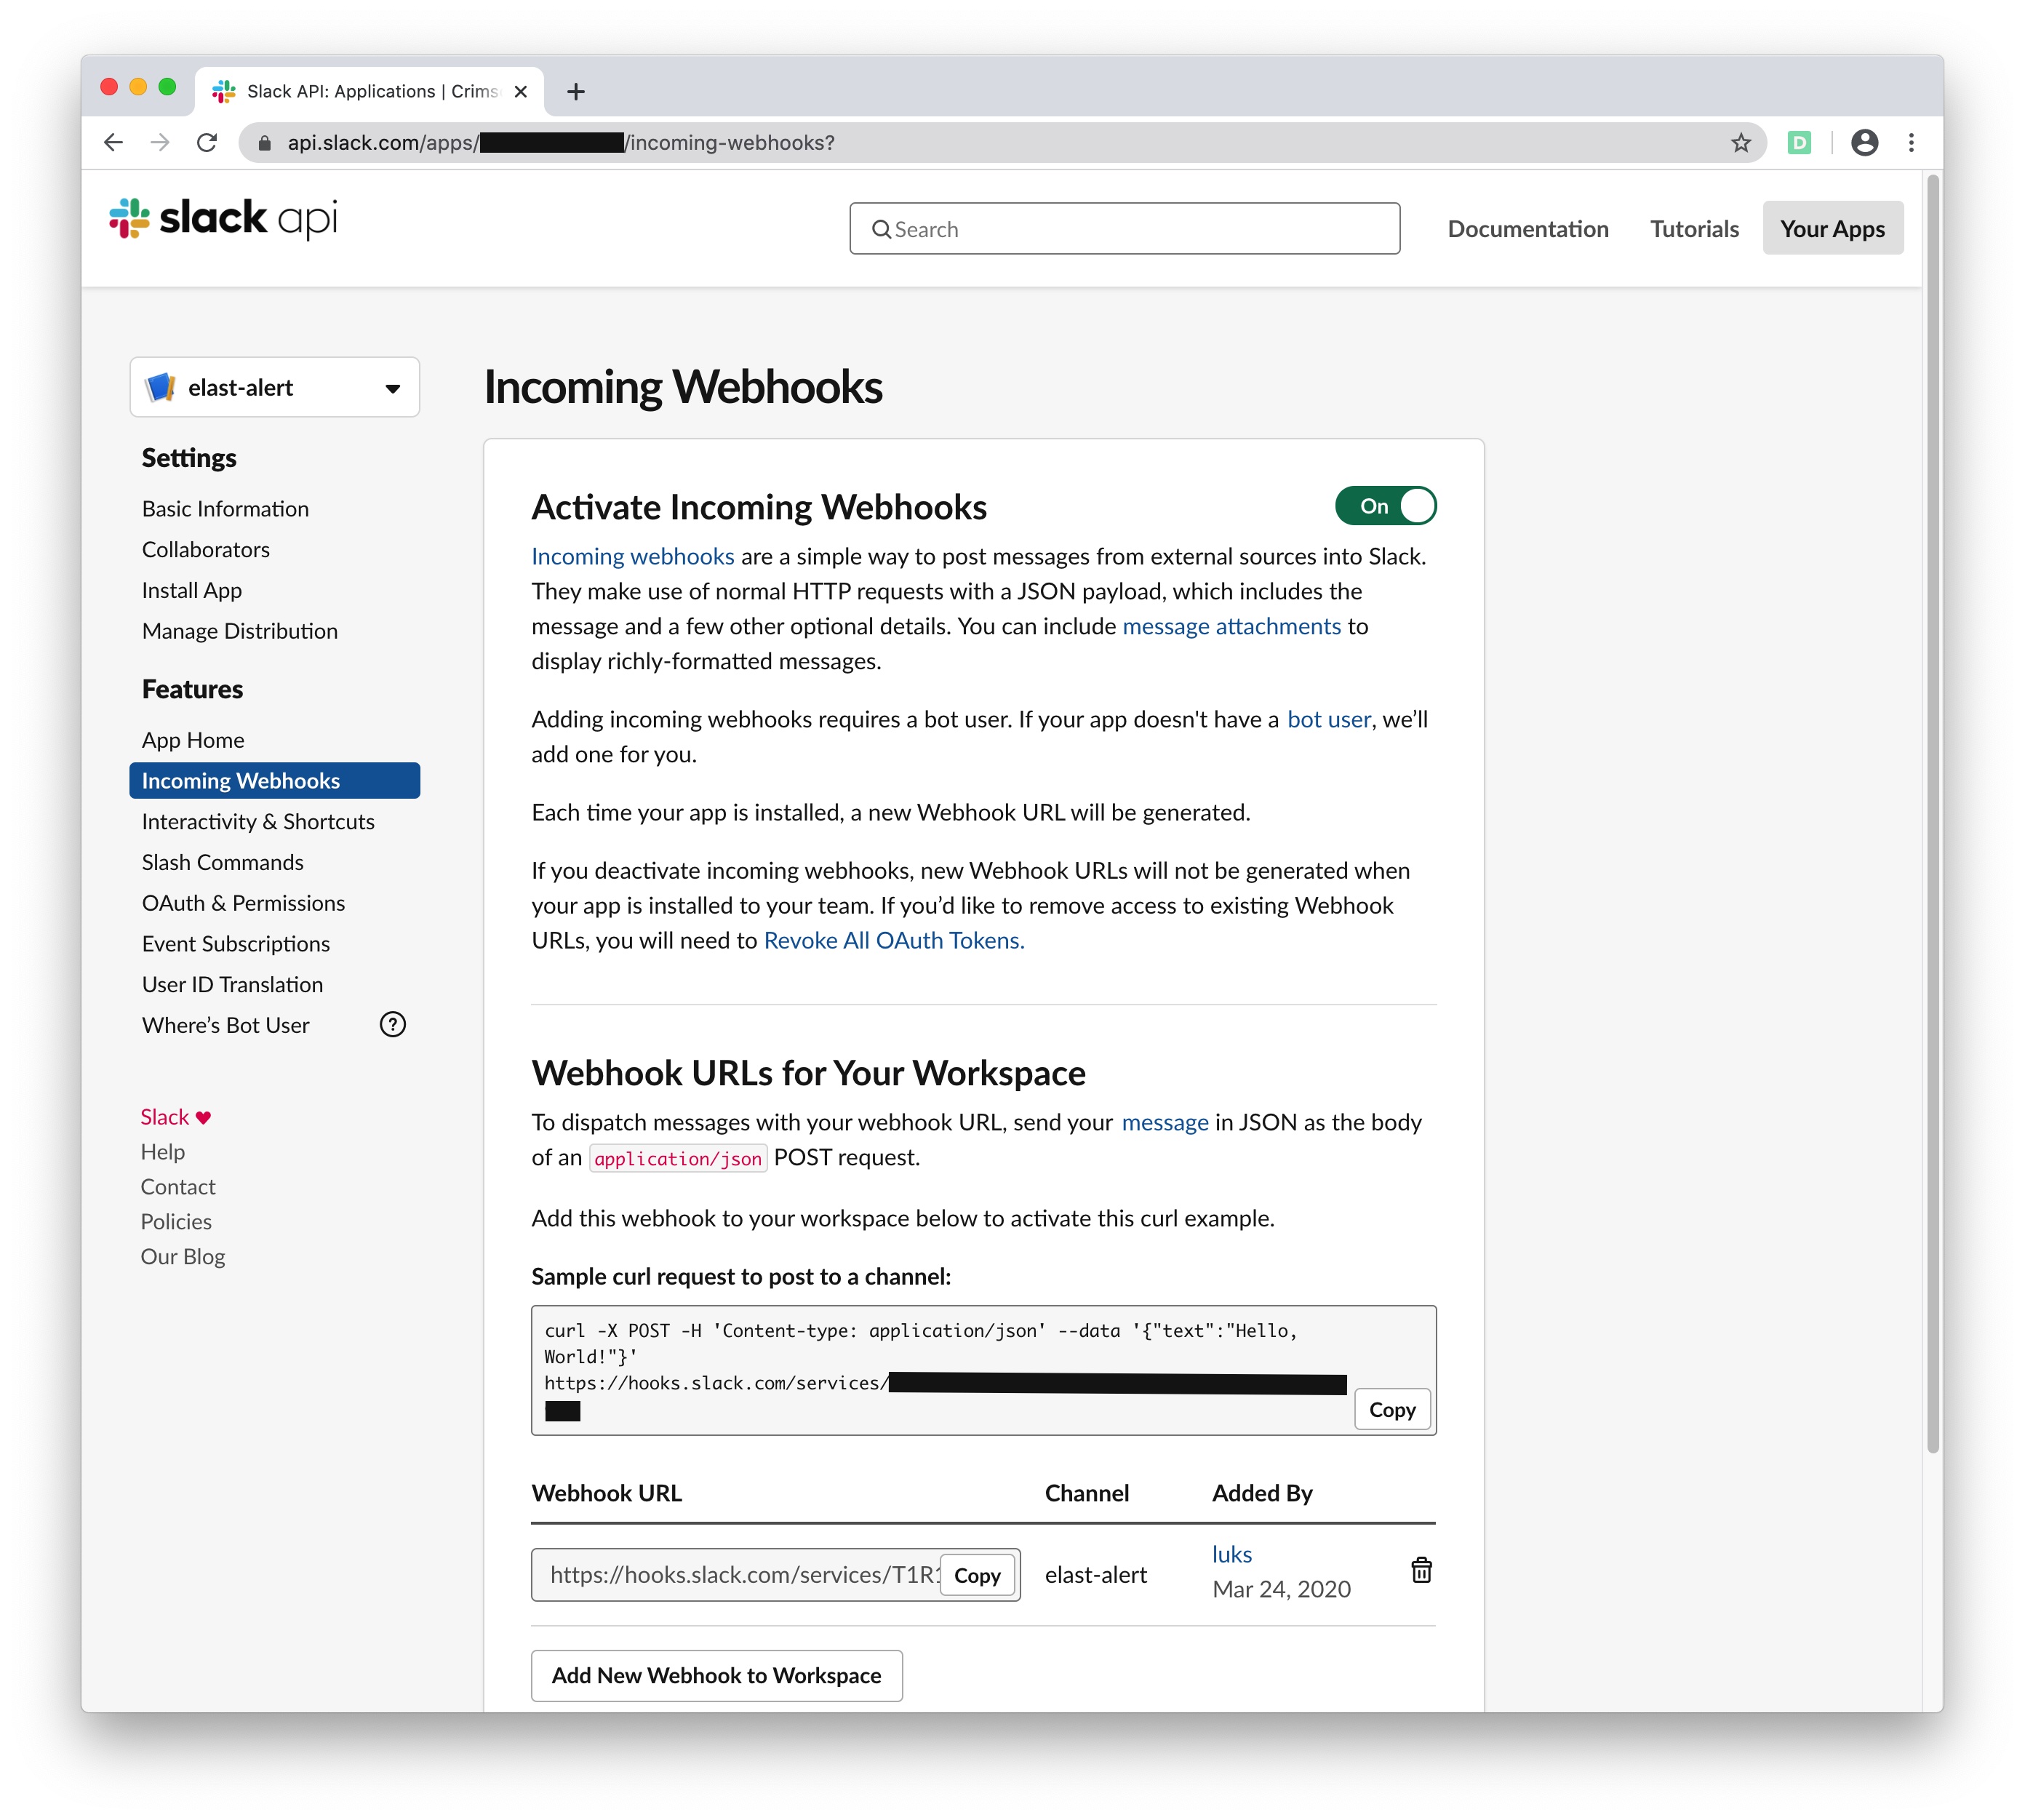 Slack API: Applications | Crims
api.slack.com/apps/ /incoming-webhooks?
D
slack api
Search
Documentation
Tutorials
Your Apps
elast-alert
Settings
Basic Information
Collaborators
Install App
Manage Distribution
Features
App Home
Incoming Webhooks
Interactivity & Shortcuts
Slash Commands
OAuth & Permissions
Event Subscriptions
User ID Translation
Where’s Bot User
?
Slack ♥
Help
Contact
Policies
Our Blog
Incoming Webhooks
Activate Incoming Webhooks
On
Incoming webhooks are a simple way to post messages from external sources into Slack.
They make use of normal HTTP requests with a JSON payload, which includes the
message and a few other optional details. You can include message attachments to
display richly-formatted messages.
Adding incoming webhooks requires a bot user. If your app doesn't have a bot user, we’ll
add one for you.
Each time your app is installed, a new Webhook URL will be generated.
If you deactivate incoming webhooks, new Webhook URLs will not be generated when
your app is installed to your team. If you’d like to remove access to existing Webhook
URLs, you will need to Revoke All OAuth Tokens.
Webhook URLs for Your Workspace
To dispatch messages with your webhook URL, send your message in JSON as the body
of an application/json POST request.
Add this webhook to your workspace below to activate this curl example.
Sample curl request to post to a channel:
curl -X POST -H 'Content-type: application/json' --data '{"text":"Hello,
World!"}'
https://hooks.slack.com/services/
Copy
Webhook URL
Channel
Added By
https://hooks.slack.com/services/T1R1
Copy
elast-alert
luks
Mar 24, 2020
Add New Webhook to Workspace